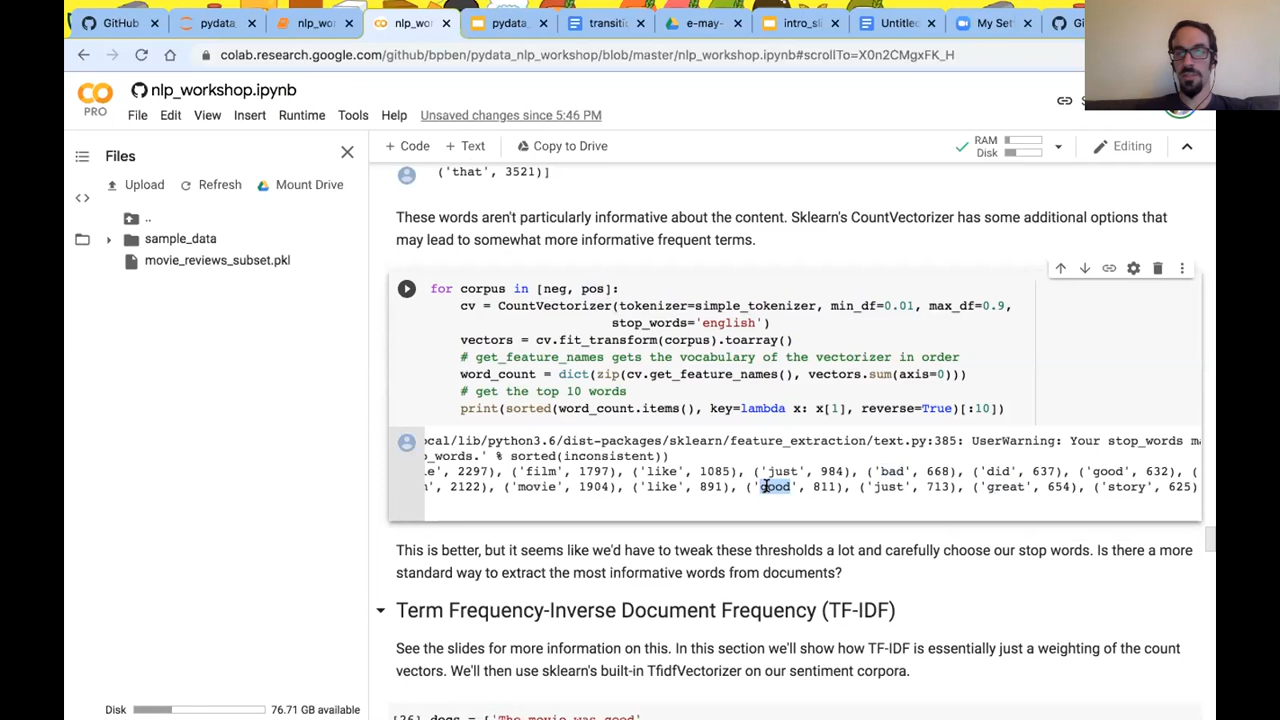 GitHub
pydata
nlp_wo
nlp_wo
pydata,
transitio
e-may-
intro_sl
Untitled
My Set
Gi
colab.research.google.com/github/bpben/pydata_nlp_workshop/blob/master/nlp_workshop.ipynb#scrollTo=X0n2CMgxFK_H
CO
PRO
nlp_workshop.ipynb
File Edit View Insert Runtime Tools Help Unsaved changes since 5:46 PM
Files
+ Code + Text Copy to Drive
RAM
Disk
Editing
Upload Refresh Mount Drive
..
sample_data
movie_reviews_subset.pkl
('that', 3521)]
These words aren't particularly informative about the content. Sklearn's CountVectorizer has some additional options that
may lead to somewhat more informative frequent terms.
for corpus in [neg, pos]:
cv = CountVectorizer(tokenizer=simple_tokenizer, min_df=0.01, max_df=0.9,
stop_words='english')
vectors = cv.fit_transform(corpus).toarray()
# get_feature_names gets the vocabulary of the vectorizer in order
word_count = dict(zip(cv.get_feature_names(), vectors.sum(axis=0)))
# get the top 10 words
print(sorted(word_count.items(), key=lambda x: x[1], reverse=True)[:10])
ocal/lib/python3.6/dist-packages/sklearn/feature_extraction/text.py:385: UserWarning: Your stop_words m
p_words.' % sorted(inconsistent))
e', 2297), ('film', 1797), ('like', 1085), ('just', 984), ('bad', 668), ('did', 637), ('good', 632), (
', 2122), ('movie', 1904), ('like', 891), ('good', 811), ('just', 713), ('great', 654), ('story', 625)
This is better, but it seems like we'd have to tweak these thresholds a lot and carefully choose our stop words. Is there a more
standard way to extract the most informative words from documents?
Term Frequency-Inverse Document Frequency (TF-IDF)
See the slides for more information on this. In this section we'll show how TF-IDF is essentially just a weighting of the count
vectors. We'll then use sklearn's built-in TfidfVectorizer on our sentiment corpora.
[26] docs = ['The movie was good',
Disk 76.71 GB available